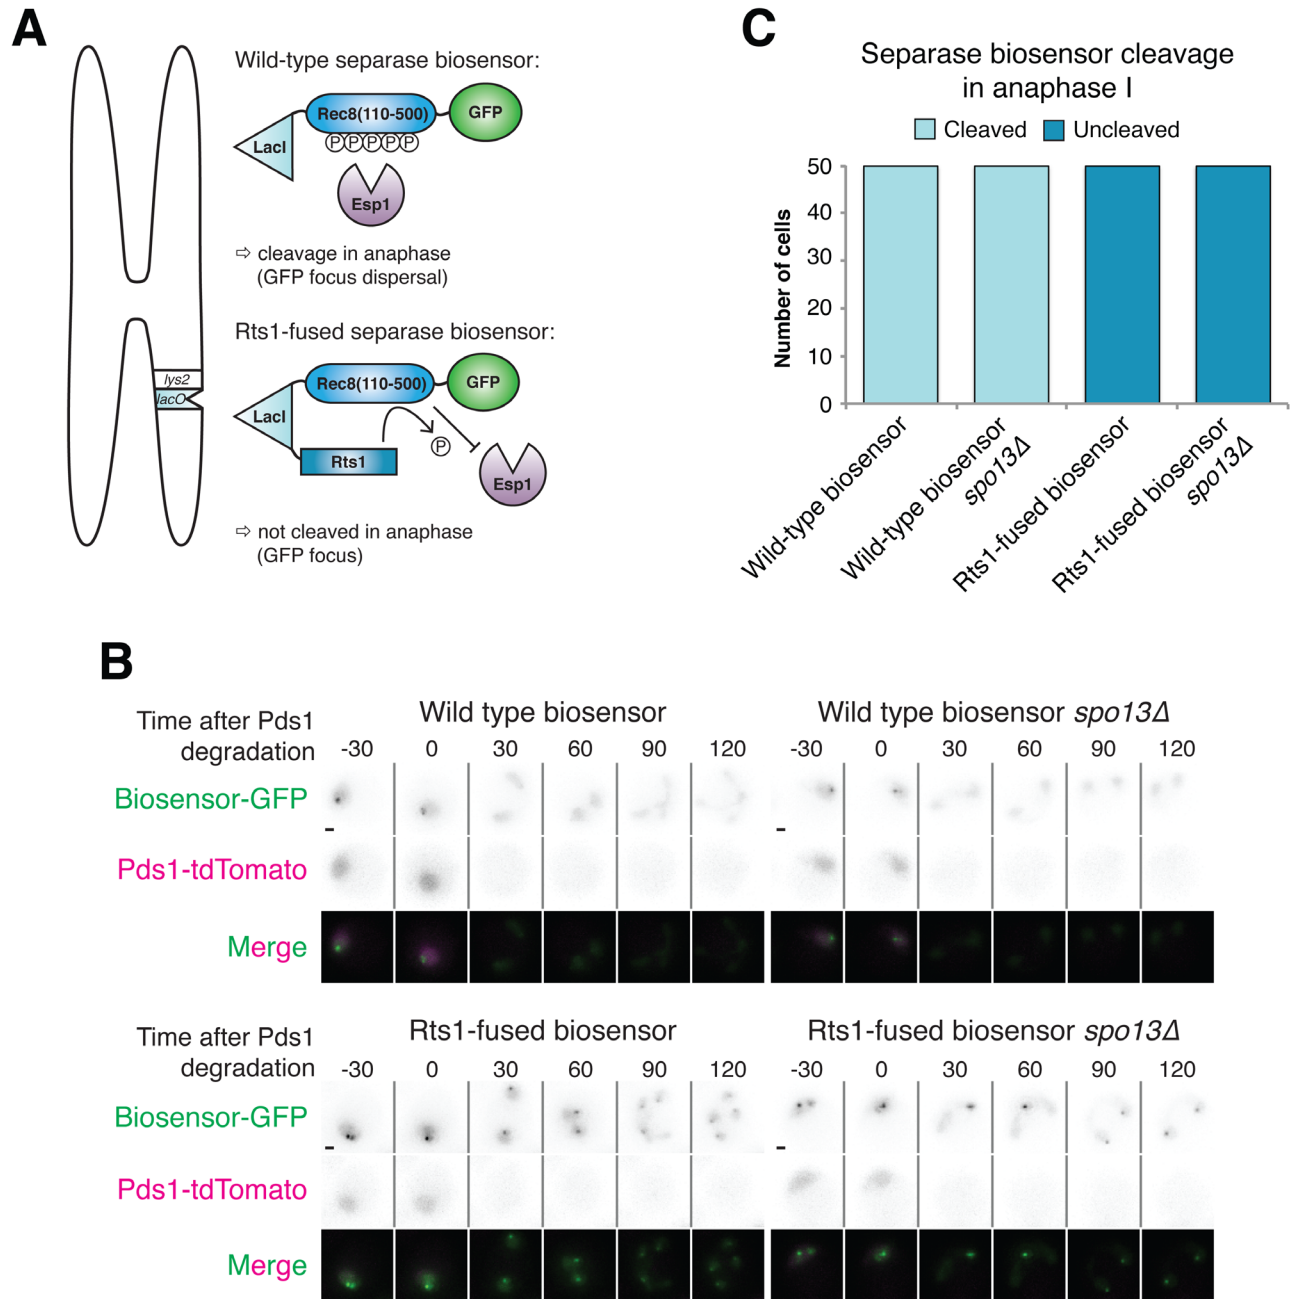 A
Wild-type separase biosensor:
LacI
Rec8(110-500)
GFP
P P P P P
Esp1
⇨ cleavage in anaphase
(GFP focus dispersal)
Rts1-fused separase biosensor:
LacI
Rec8(110-500)
GFP
Rts1
P
Esp1
⇨ not cleaved in anaphase
(GFP focus)
lys2
lacO
C
Separase biosensor cleavage
in anaphase I
Cleaved Uncleaved
Number of cells
50
40
30
20
10
0
Wild-type biosensor
Wild-type biosensor
spo13Δ
Rts1-fused biosensor
Rts1-fused biosensor
spo13Δ
B
Time after Pds1
degradation
Wild type biosensor
-30 0 30 60 90 120
Wild type biosensor spo13Δ
-30 0 30 60 90 120
Biosensor-GFP
Pds1-tdTomato
Merge
Time after Pds1
degradation
Rts1-fused biosensor
-30 0 30 60 90 120
Rts1-fused biosensor spo13Δ
-30 0 30 60 90 120
Biosensor-GFP
Pds1-tdTomato
Merge